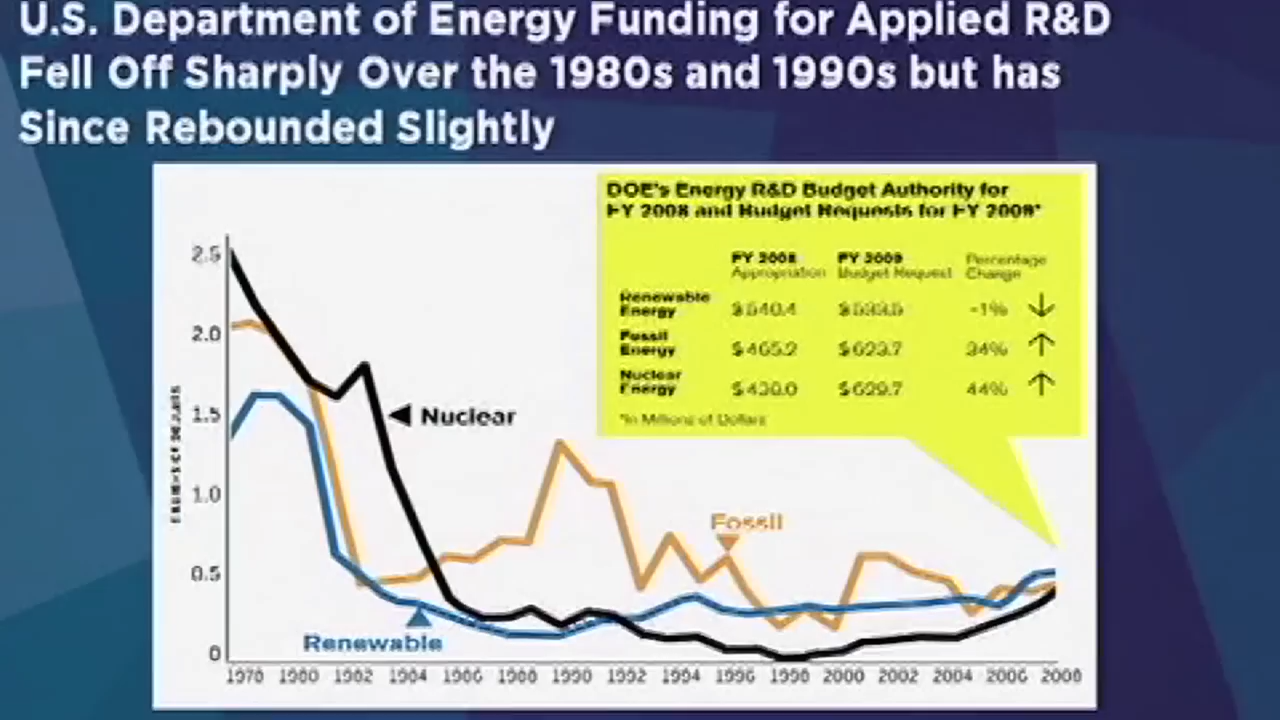 U.S. Department of Energy Funding for Applied R&D
Fell Off Sharply Over the 1980s and 1990s but has
Since Rebounded Slightly
DOE's Energy R&D Budget Authority for
FY 2008 and Budget Requests for FY 2009*
FY 2008 FY 2009 Percentage
Appropriation Budget Request Change
Renewable
Energy $540.4 -1%
Fossil
Energy $465.2 $623.7 34%
Nuclear
Energy $629.7 44%
*In Millions of Dollars
2.5
2.0
1.5
1.0
0.5
0
Nuclear
Fossil
Renewable
1978 1980 1982 1984 1986 1988 1990 1992 1994 1996 1998 2000 2002 2004 2006 2008